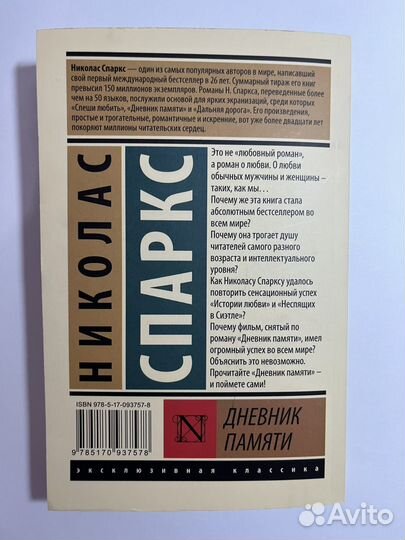 Николас Спаркс — один из самых популярных авторов в мире, написавший
свой первый международный бестселлер в 26 лет. Суммарный тираж его книг
превысил 150 миллионов экземпляров. Романы Н. Спаркса, переведенные более
чем на 50 языков, послужили основой для ярких экранизаций, среди которых
«Спеши любить», «Дневник памяти» и «Дальняя дорога». Его произведения,
простые и трогательные, романтичные и искренние, вот уже более двадцати лет
покоряют миллионы читательских сердец.
НИКОЛАС
СПАРКС
Это не «любовный роман»,
а роман о любви. О любви
обычных мужчины и женщины –
таких, как мы...
Почему же эта книга стала
абсолютным бестселлером во
всем мире?
Почему она трогает душу
читателей самого разного
возраста и интеллектуального
уровня?
Как Николасу Спарксу удалось
повторить сенсационный успех
«Истории любви» и «Неспящих
в Сиэтле»?
Почему фильм, снятый по
роману «Дневник памяти», имел
огромный успех во всем мире?
Объяснить это невозможно.
Прочитайте «Дневник памяти» –
и поймете сами!
ISBN 978-5-17-093757-8
9 785170 937578
N
ДНЕВНИК
ПАМЯТИ
эксклюзивная классика
Avito